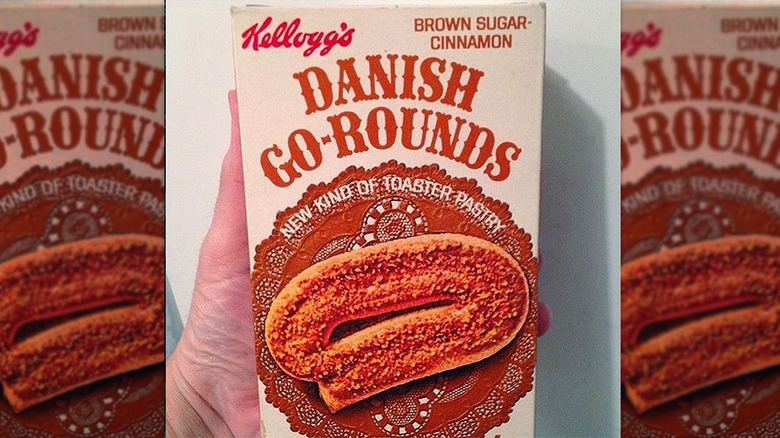 Kellogg's
BROWN SUGAR-
CINNAMON
DANISH
GO-ROUNDS
NEW KIND OF TOASTER PASTRY